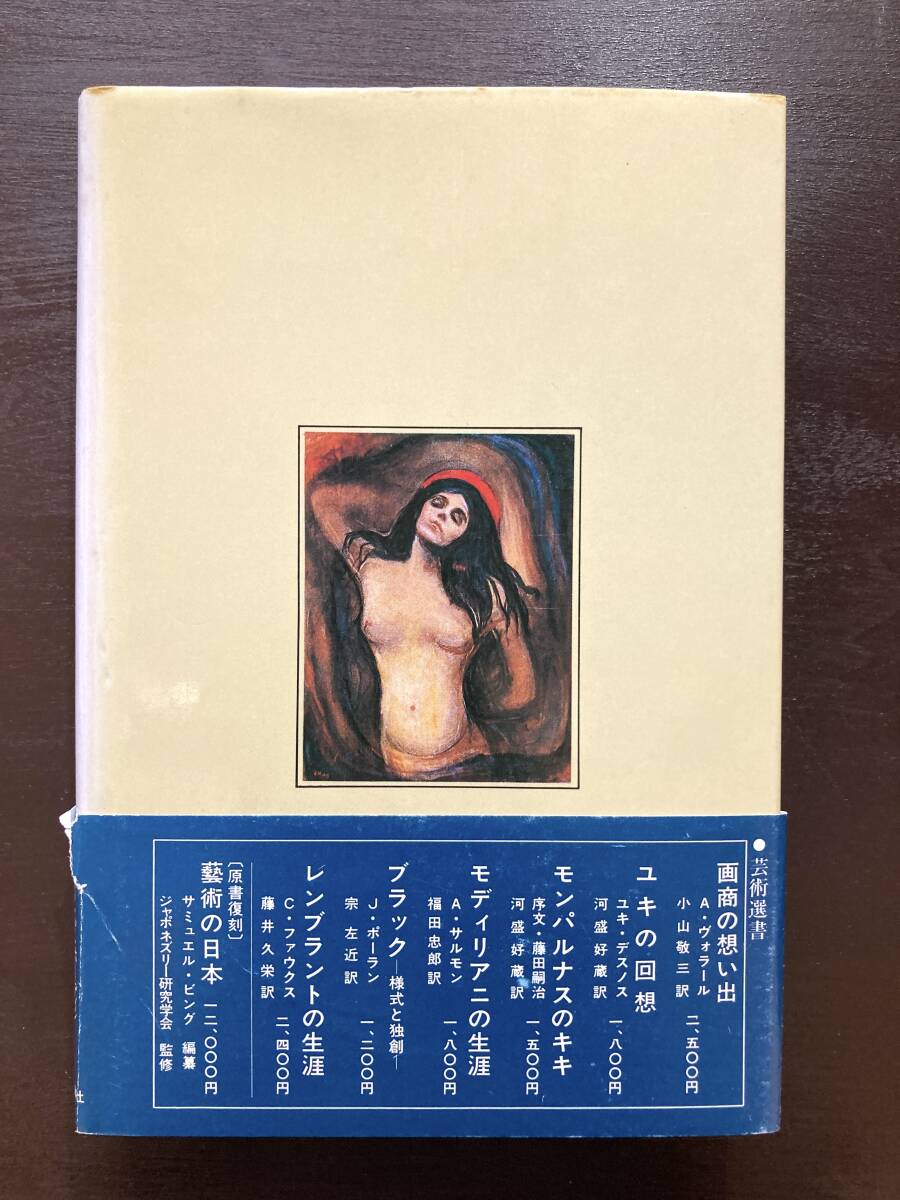 ●芸術選書
画商の想い出
A・ヴォラール
小山敬三訳
二、五〇〇円
ユキの回想
ユキ・デスノス
河盛好蔵訳
一、八〇〇円
モンパルナスのキキ
序文・藤田嗣治
河盛好蔵訳
一、五〇〇円
モディリアニの生涯
A・サルモン
福田忠郎訳
一、八〇〇円
ブラック―様式と独創―
J・ポーラン
宗左近訳
一、二〇〇円
レンブラントの生涯
C・ファウクス
藤井久栄訳
二、四〇〇円
〔原書復刻〕
藝術の日本 一二、〇〇〇円
サミュエル・ビング 編纂
ジャポネズリー研究学会 監修
社